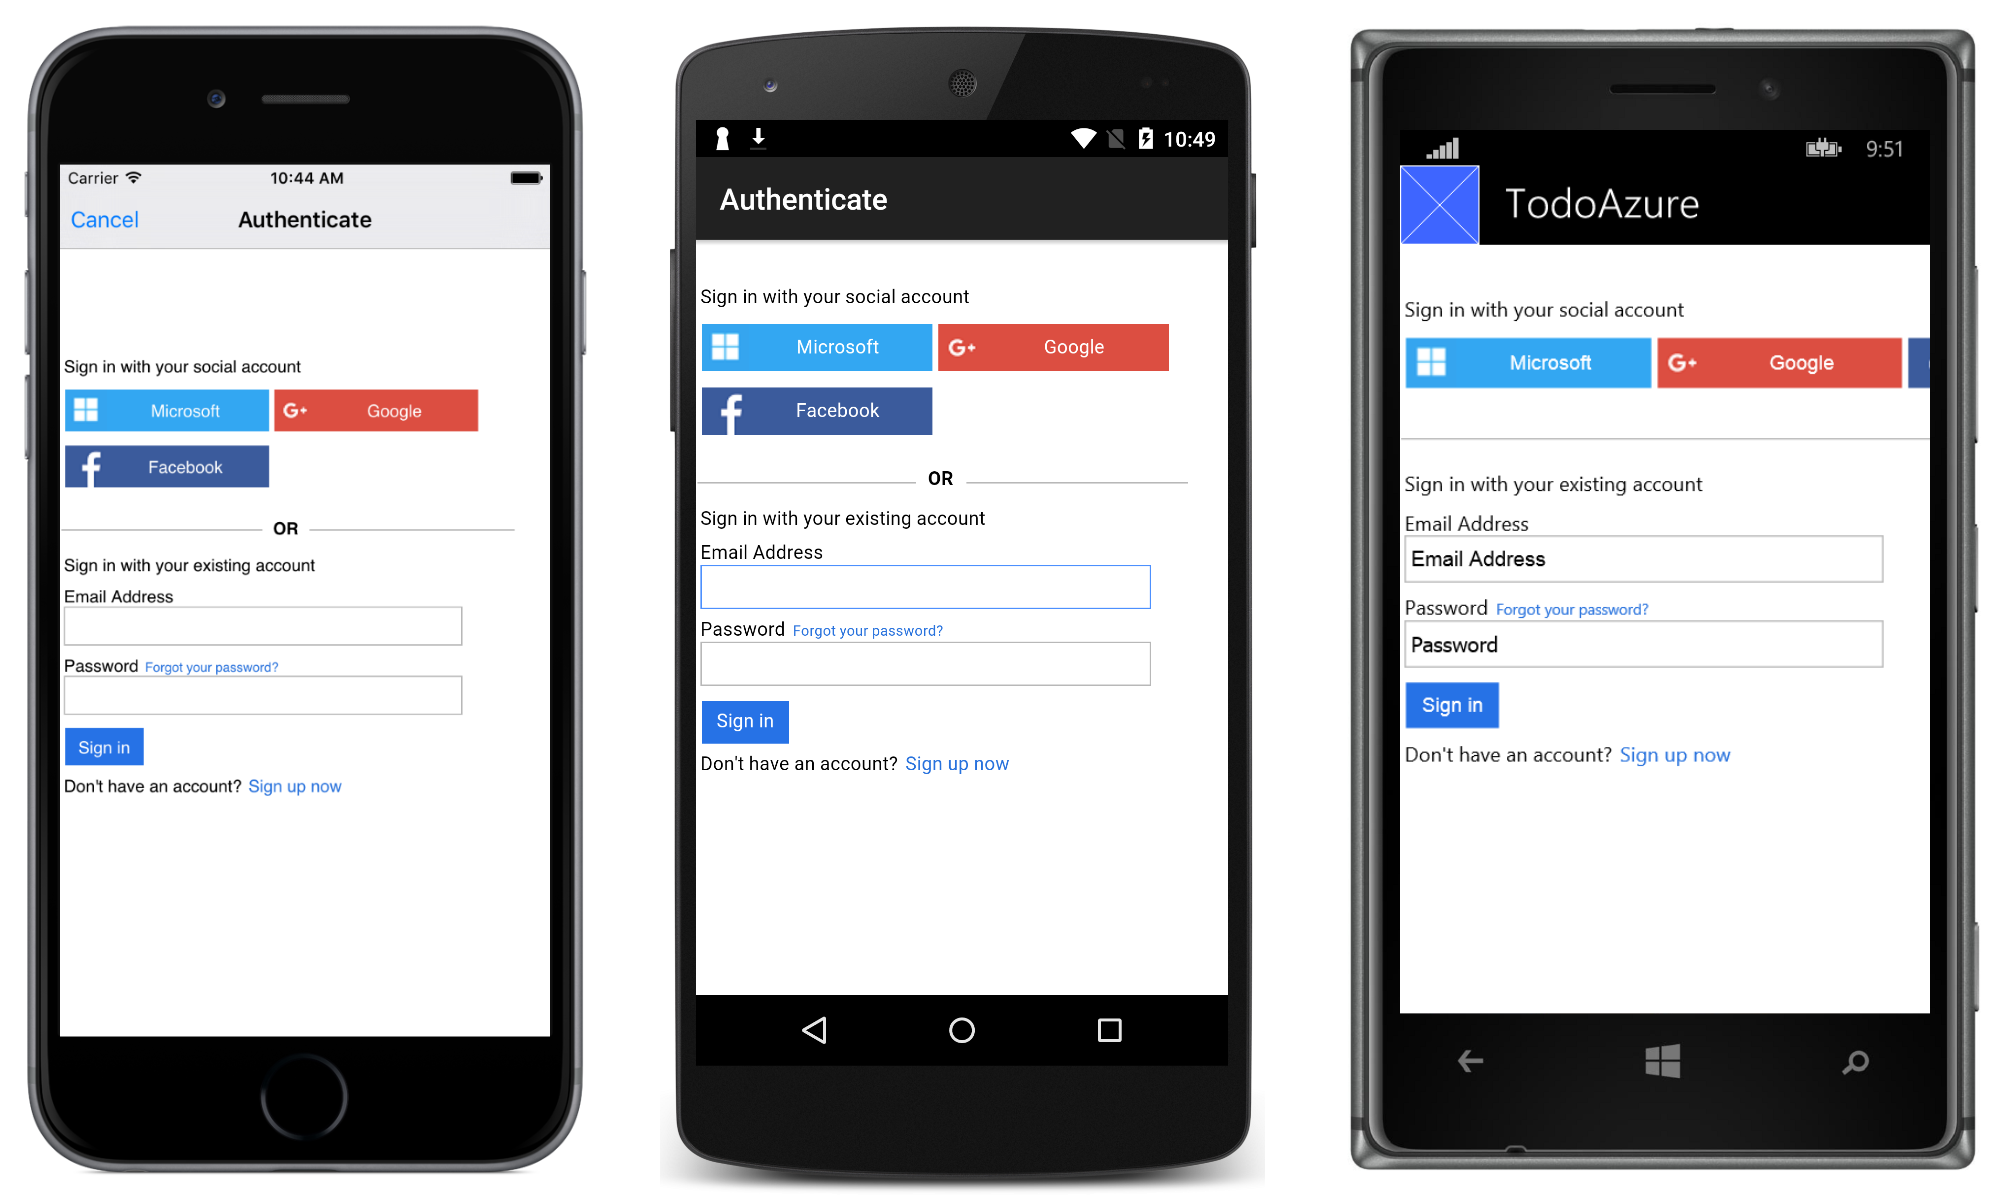 Carrier
10:44 AM
Cancel
Authenticate
Sign in with your social account
Microsoft
G+
Google
f
Facebook
OR
Sign in with your existing account
Email Address
Password Forgot your password?
Sign in
Don't have an account? Sign up now
10:49
Authenticate
Sign in with your social account
Microsoft
G+
Google
f
Facebook
OR
Sign in with your existing account
Email Address
Password Forgot your password?
Sign in
Don't have an account? Sign up now
9:51
TodoAzure
Sign in with your social account
Microsoft
G+
Google
Sign in with your existing account
Email Address
Email Address
Password Forgot your password?
Password
Sign in
Don't have an account? Sign up now